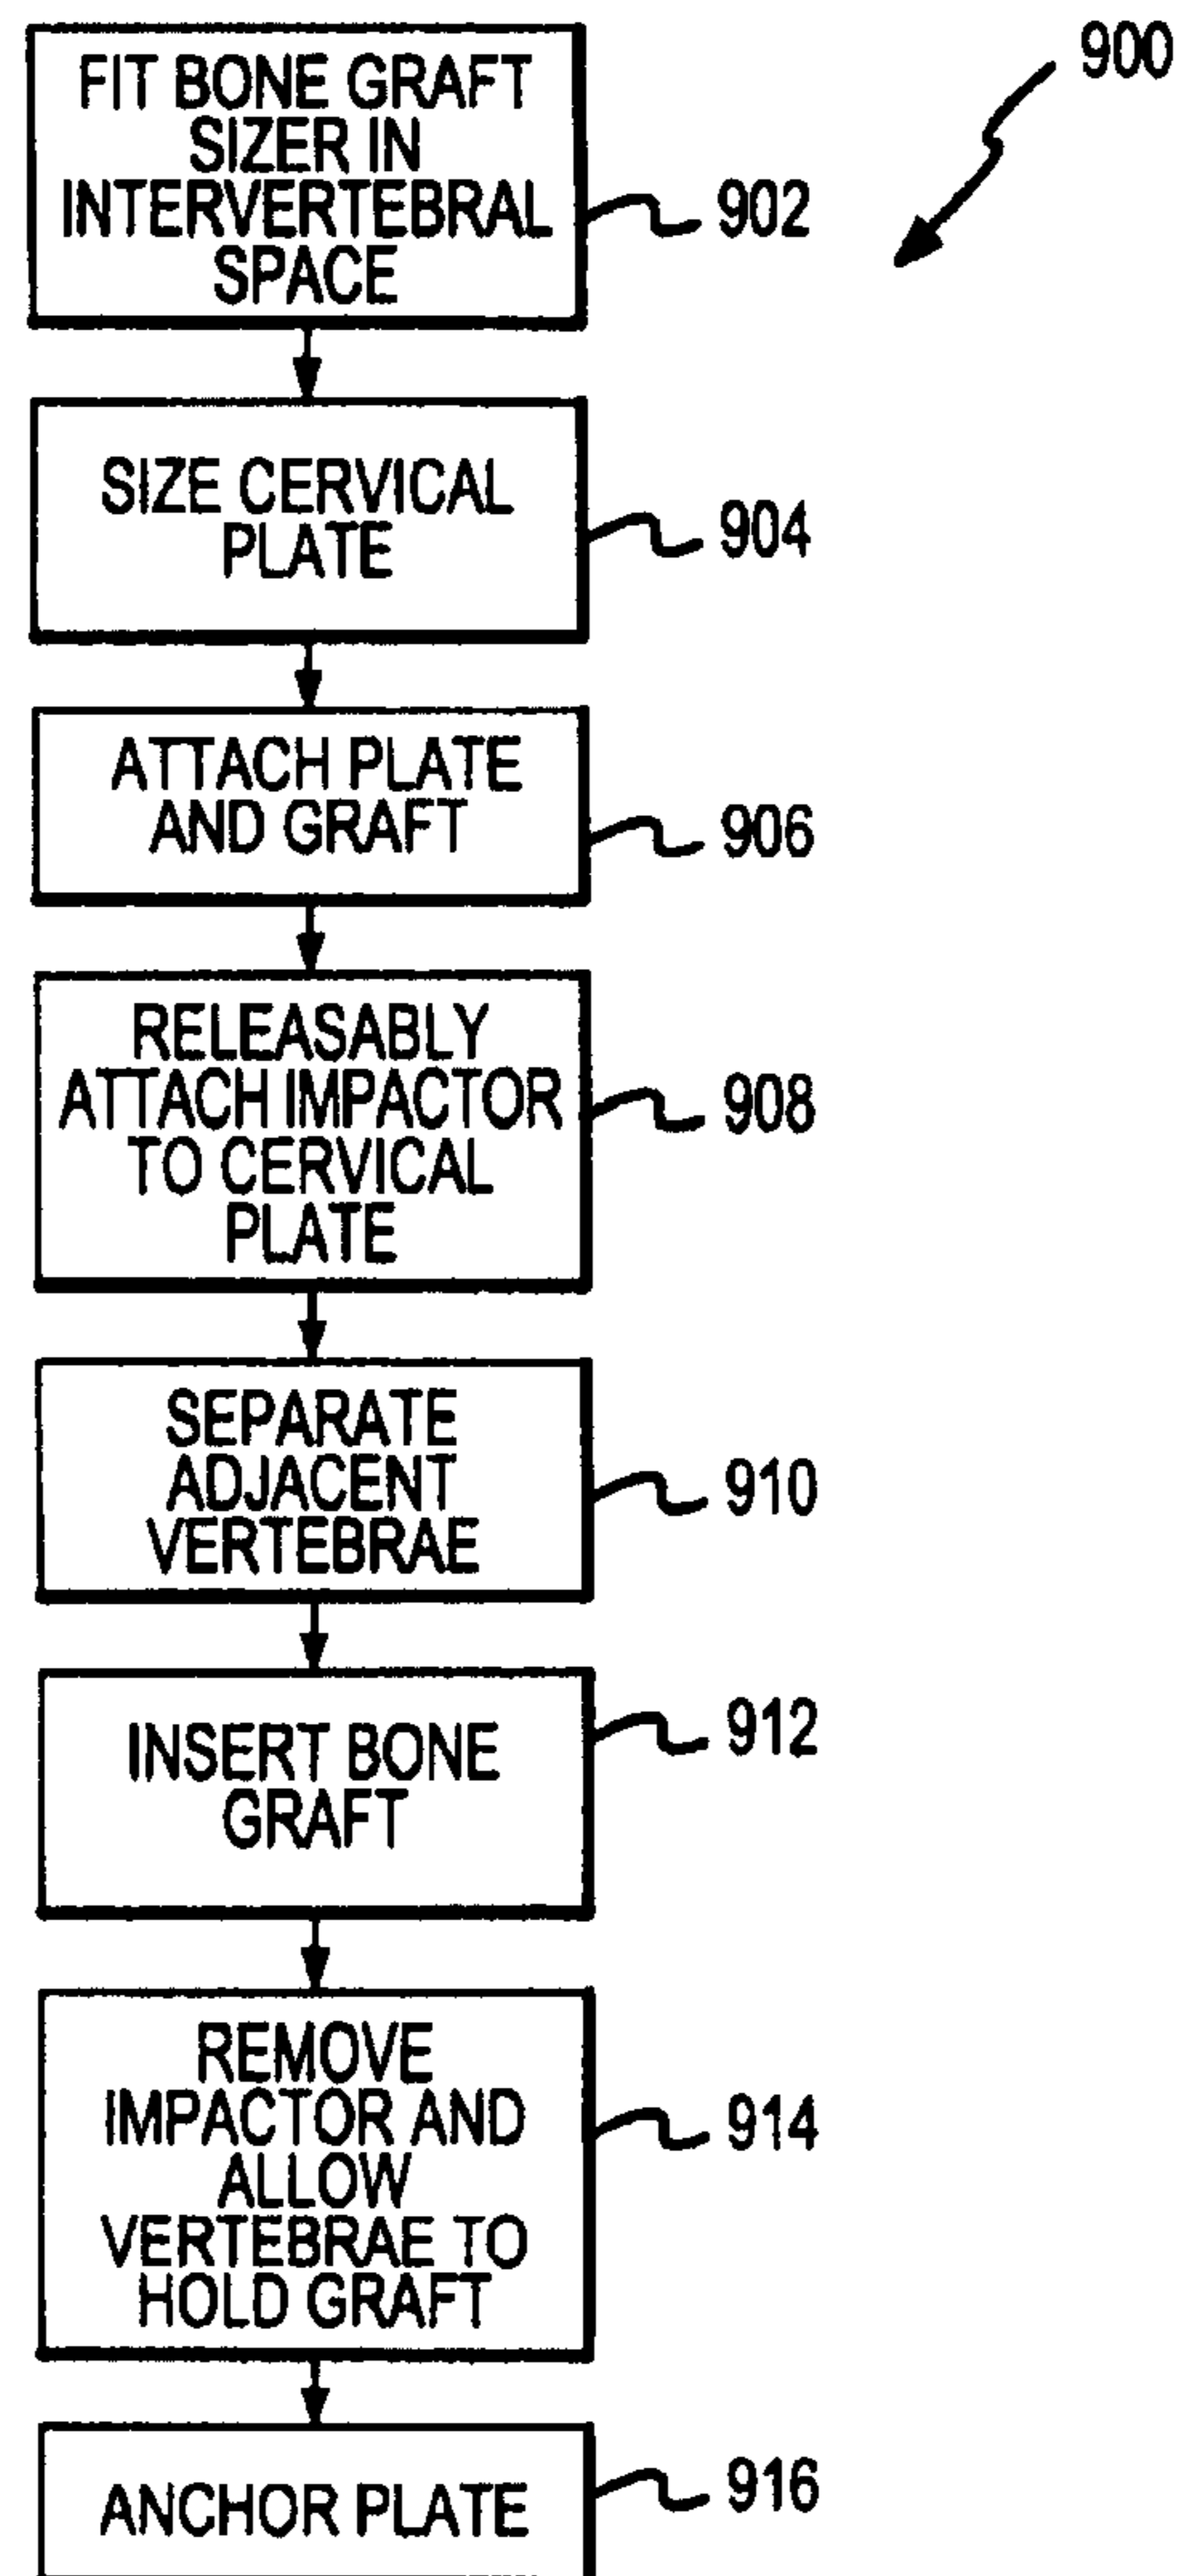 900
FIT BONE GRAFT
SIZER IN
INTERVERTEBRAL
SPACE
902
SIZE CERVICAL
PLATE
904
ATTACH PLATE
AND GRAFT
906
RELEASABLY
ATTACH IMPACTOR
TO CERVICAL
PLATE
908
SEPARATE
ADJACENT
VERTEBRAE
910
INSERT BONE
GRAFT
912
REMOVE
IMPACTOR AND
ALLOW
VERTEBRAE TO
HOLD GRAFT
914
ANCHOR PLATE
916